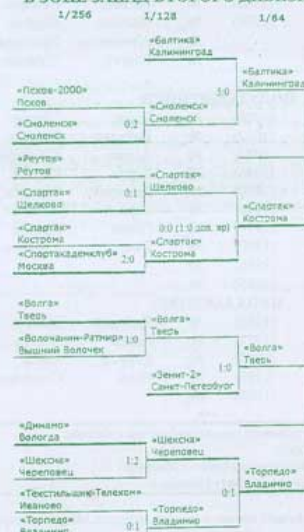 1/256 1/128 1/64
«Балтика»
Калининград
«Балтика»
Калининград
3:0
«Псков-2000»
Псков
«Смоленск»
Смоленск
«Смоленск» 0:2
Смоленск
«Реутов»
Реутов
«Спартак»
Щелково
«Спартак» 0:1
Щелково
«Спартак»
Кострома
«Спартак»
Кострома
0:0 (1:0 доп. вр)
«Спартак»
Кострома
«Спортакадемклуб» 2:0
Москва
«Волга»
Тверь
«Волга»
Тверь
«Волочанин-Ратмир» 1:0
Вышний Волочек
«Волга»
Тверь
1:0
«Зенит-2»
Санкт-Петербург
«Динамо»
Вологда
«Шексна»
Череповец
«Шексна» 1:2
Череповец
«Торпедо»
Владимир
0:1
«Текстильщик-Телеком»
Иваново
«Торпедо»
Владимир
«Торпедо» 0:1
Владимир